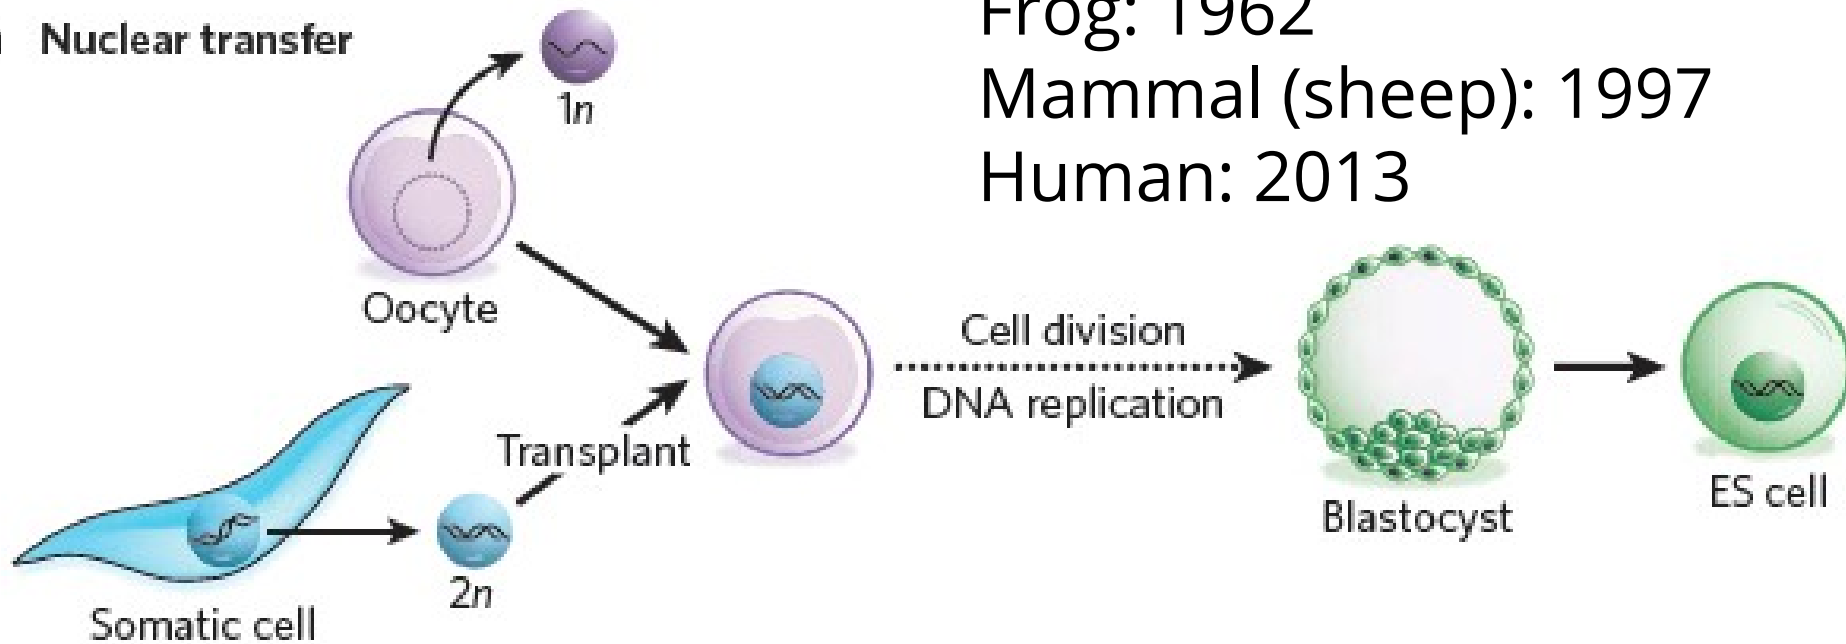 Nuclear transfer
1n
Frog: 1962
Mammal (sheep): 1997
Human: 2013
Oocyte
Cell division
DNA replication
Transplant
Blastocyst
ES cell
2n
Somatic cell